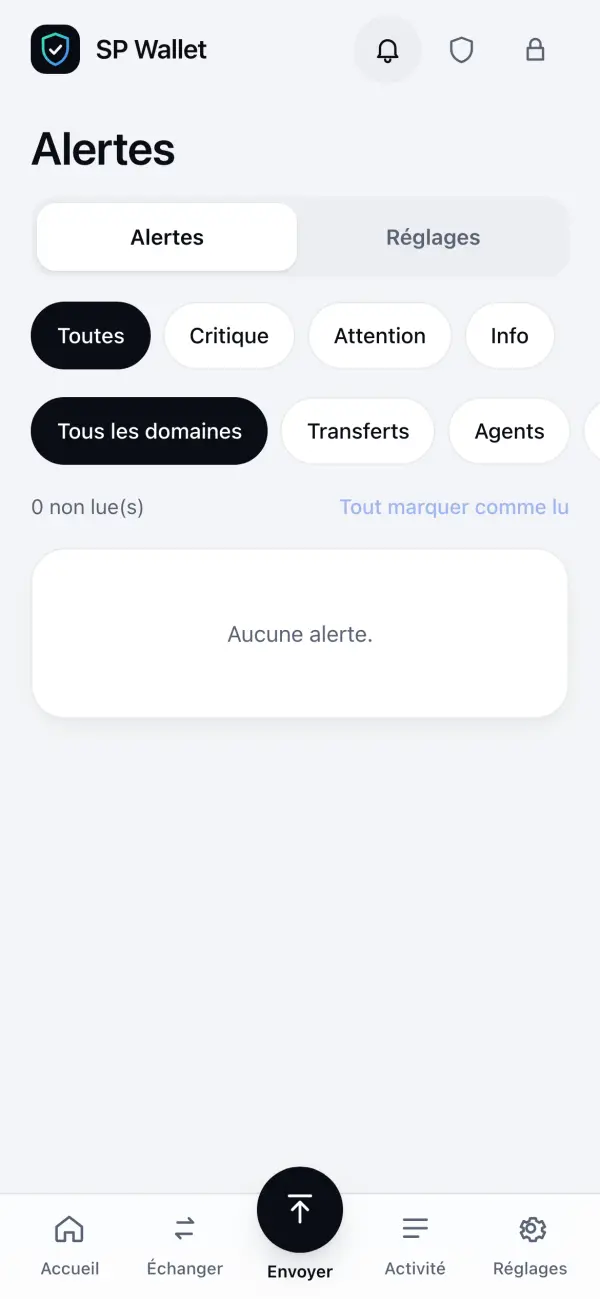 SP Wallet
Alertes
Alertes Réglages
Toutes Critique Attention Info
Tous les domaines Transferts Agents
0 non lue(s) Tout marquer comme lu
Aucune alerte.
Accueil Échanger Envoyer Activité Réglages